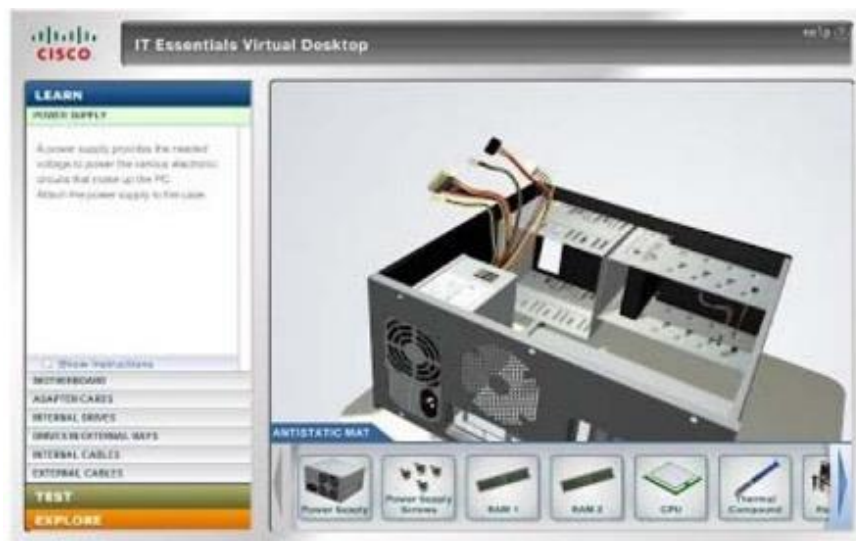 CISCO
IT Essentials Virtual Desktop
LEARN
POWER SUPPLY
A power supply provides the needed
voltage to power the various electronic
circuits that make up the PC.
Attach the power supply to the case.
Show Instructions
MOTHERBOARD
ADAPTER CARDS
INTERNAL DRIVES
DRIVES IN EXTERNAL BAYS
INTERNAL CABLES
EXTERNAL CABLES
TEST
EXPLORE
ANTISTATIC MAT
Power Supply
Power Supply
Screws
RAM 1
RAM 2
CPU
Thermal
Compound